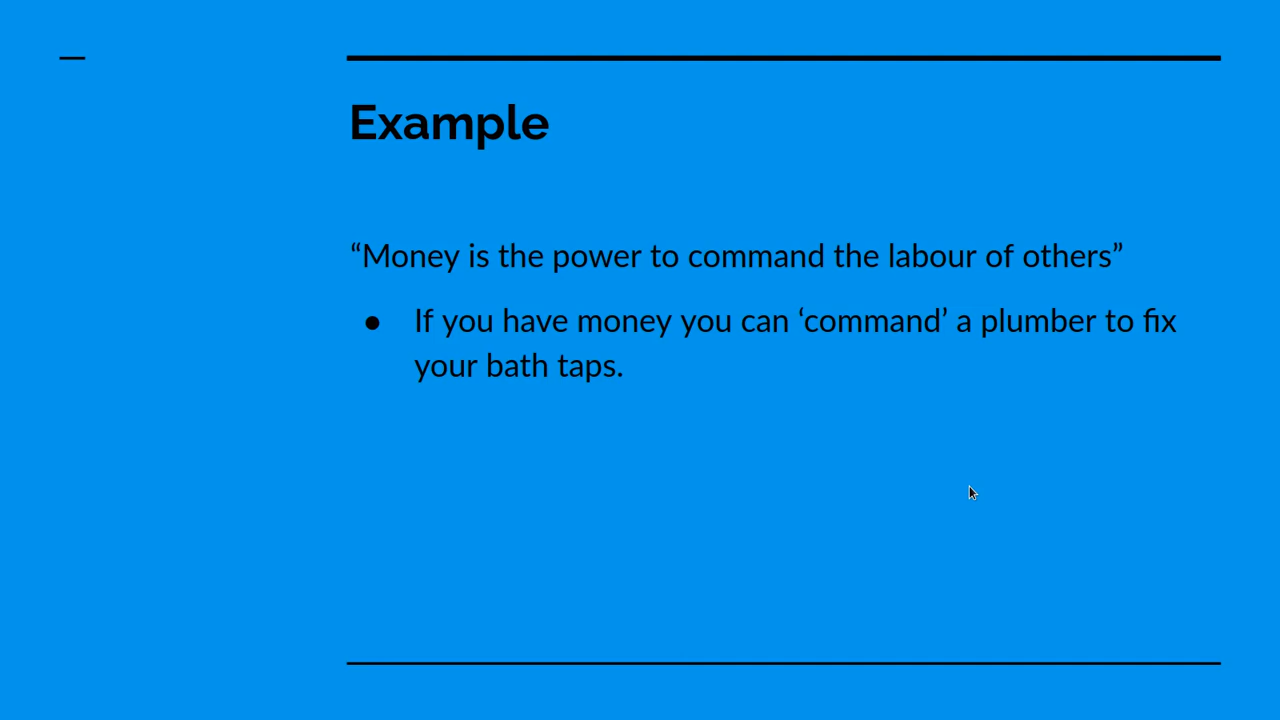 Example
“Money is the power to command the labour of others”
● If you have money you can ‘command’ a plumber to fix
your bath taps.